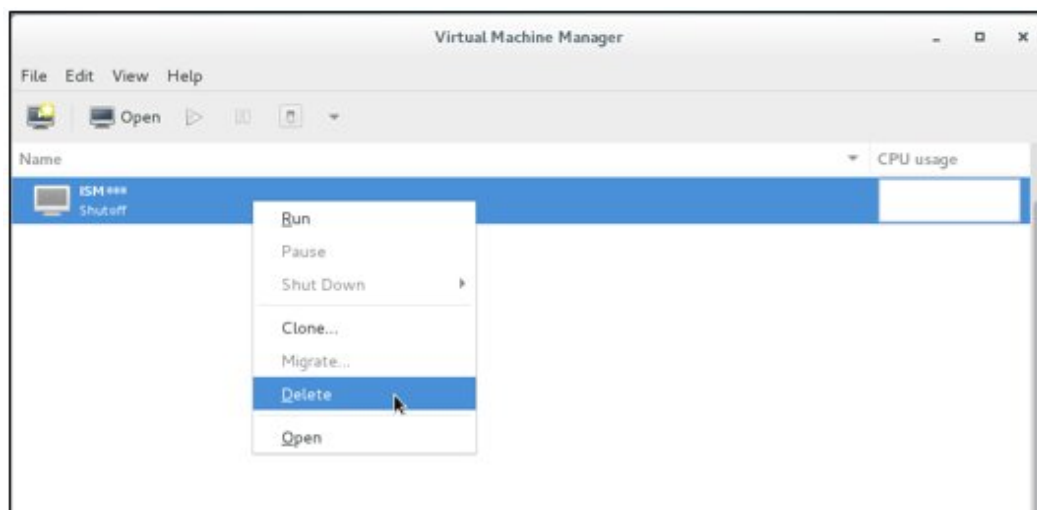 Virtual Machine Manager
File Edit View Help
Open
Name CPU usage
ISM***
Shutoff
Run
Pause
Shut Down
Clone...
Migrate...
Delete
Open